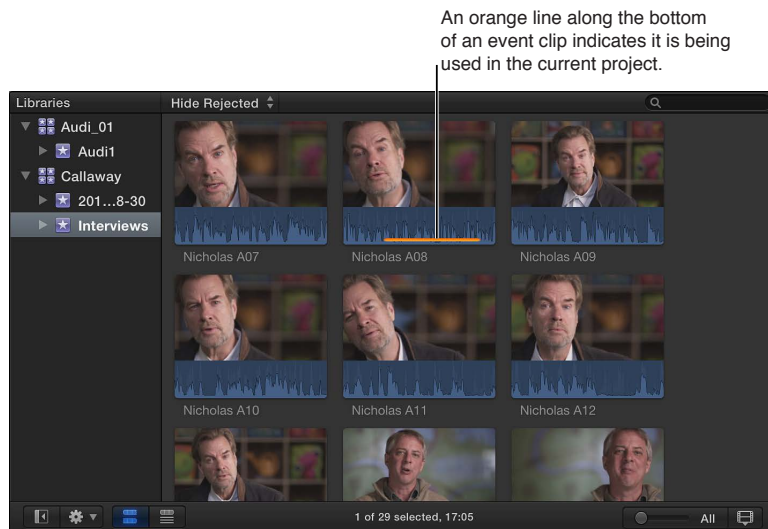 An orange line along the bottom
of an event clip indicates it is being
used in the current project.
Libraries
Hide Rejected
Audi_01
Audi1
Callaway
201...8-30
Interviews
Nicholas A07
Nicholas A08
Nicholas A09
Nicholas A10
Nicholas A11
Nicholas A12
1 of 29 selected, 17:05
All